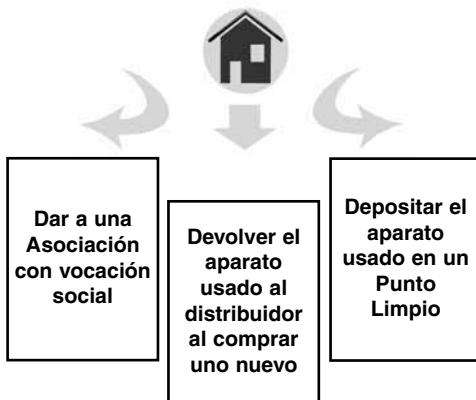 Dar a una
Asociación
con vocación
social
Devolver el
aparato
usado al
distribuidor
al comprar
uno nuevo
Depositar el
aparato
usado en un
Punto
Limpio